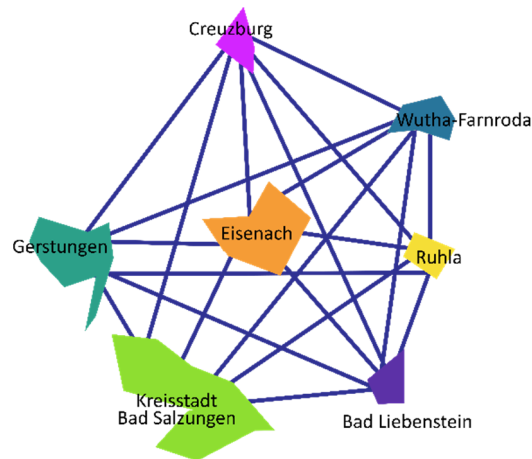 Creuzburg
Wutha-Farnroda
Eisenach
Gerstungen
Ruhla
Kreisstadt
Bad Salzungen
Bad Liebenstein